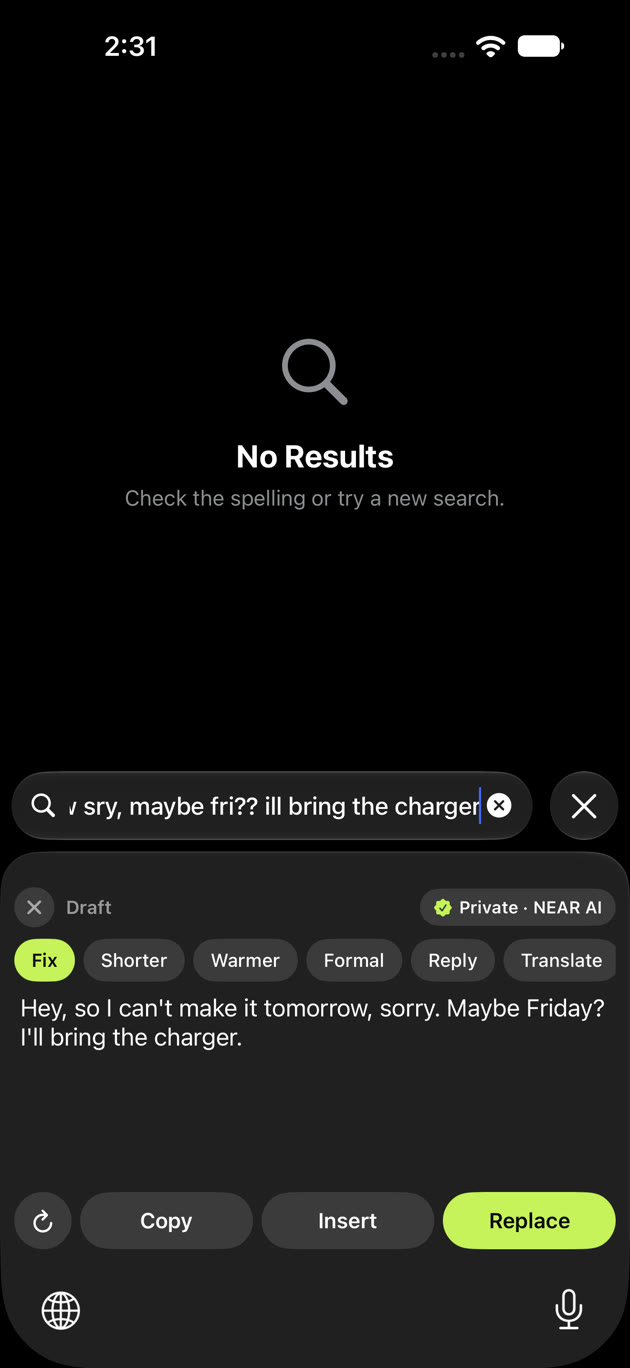 2:31
No Results
Check the spelling or try a new search.
sry, maybe fri?? ill bring the charger
Draft
Private · NEAR AI
Fix Shorter Warmer Formal Reply Translate
Hey, so I can't make it tomorrow, sorry. Maybe Friday?
I'll bring the charger.
Copy Insert Replace